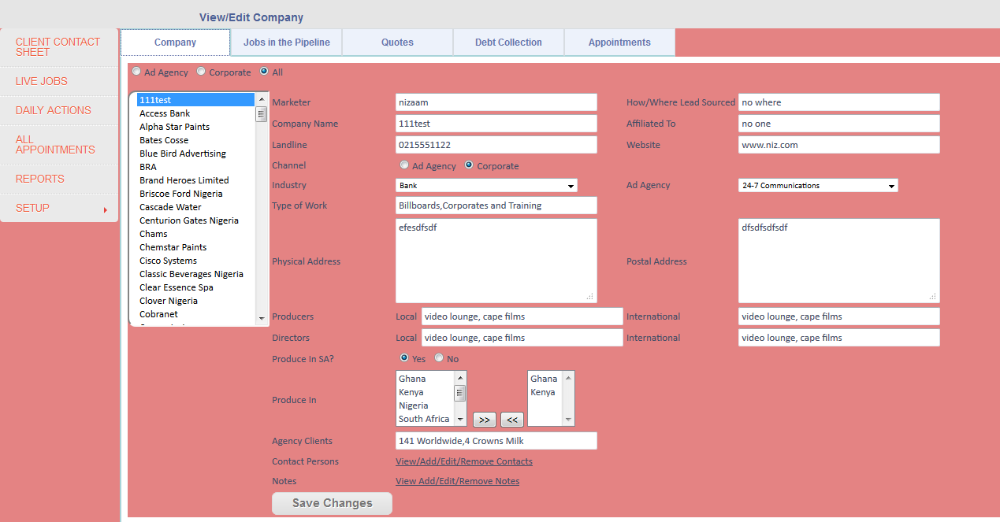 View/Edit Company
CLIENT CONTACT
SHEET
LIVE JOBS
DAILY ACTIONS
ALL
APPOINTMENTS
REPORTS
SETUP
Company Jobs in the Pipeline Quotes Debt Collection Appointments
Ad Agency Corporate All
111test
Access Bank
Alpha Star Paints
Bates Cosse
Blue Bird Advertising
BRA
Brand Heroes Limited
Briscoe Ford Nigeria
Cascade Water
Centurion Gates Nigeria
Chams
Chemstar Paints
Cisco Systems
Classic Beverages Nigeria
Clear Essence Spa
Clover Nigeria
Cobranet
Marketer nizaam How/Where Lead Sourced no where
Company Name 111test Affiliated To no one
Landline 0215551122 Website www.niz.com
Channel Ad Agency Corporate
Industry Bank Ad Agency 24-7 Communications
Type of Work Billboards,Corporates and Training
Physical Address efesdfsdf Postal Address dfsdfsdfsdf
Producers Local video lounge, cape films International video lounge, cape films
Directors Local video lounge, cape films International video lounge, cape films
Produce In SA? Yes No
Produce In
Ghana
Kenya
Nigeria
South Africa
>> <<
Ghana
Kenya
Agency Clients 141 Worldwide,4 Crowns Milk
Contact Persons View/Add/Edit/Remove Contacts
Notes View Add/Edit/Remove Notes
Save Changes